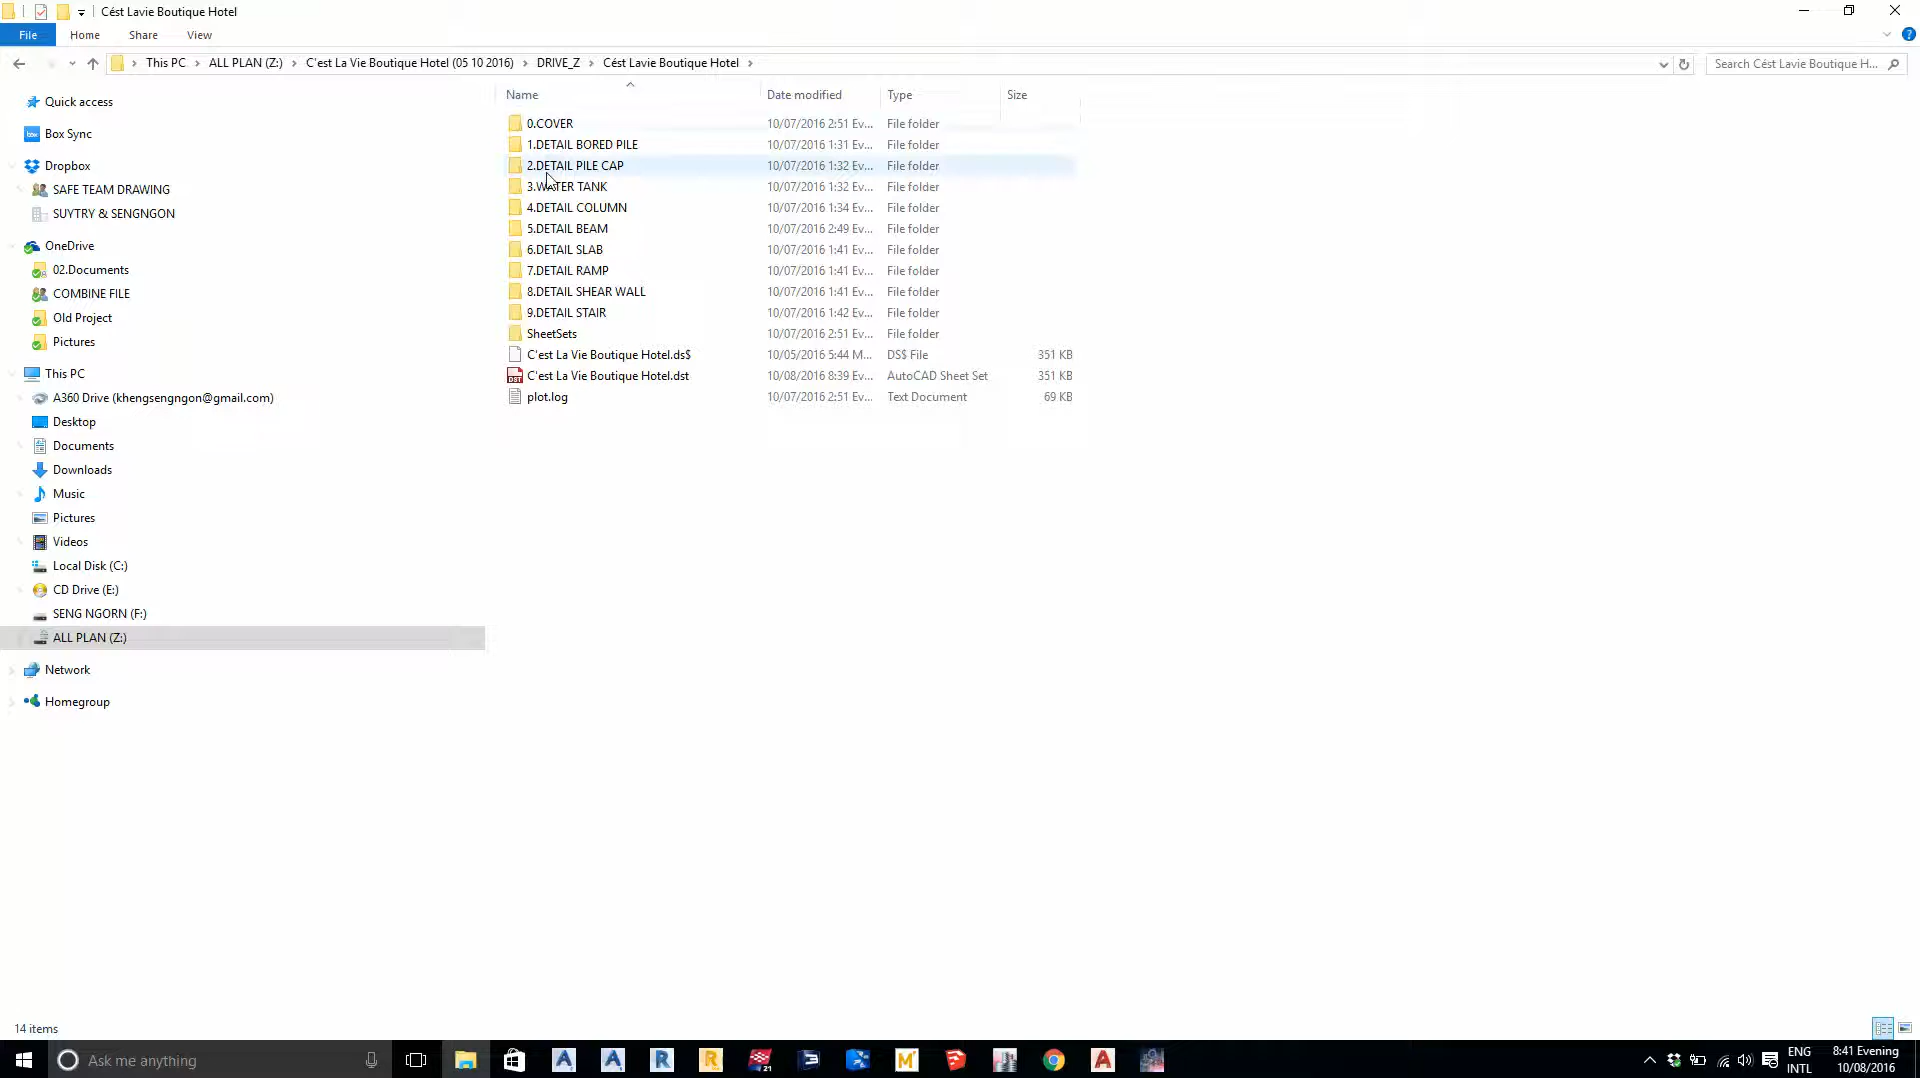 Cést Lavie Boutique Hotel
File Home Share View
This PC ALL PLAN (Z:) C'est La Vie Boutique Hotel (05 10 2016) DRIVE_Z Cést Lavie Boutique Hotel Search Cést Lavie Boutique H...
Name Date modified Type Size
Quick access
Box Sync
Dropbox
SAFE TEAM DRAWING
SUYTRY & SENGNGON
OneDrive
02.Documents
COMBINE FILE
Old Project
Pictures
This PC
A360 Drive (khengsengngon@gmail.com)
Desktop
Documents
Downloads
Music
Pictures
Videos
Local Disk (C:)
CD Drive (E:)
SENG NGORN (F:)
ALL PLAN (Z:)
Network
Homegroup
0.COVER 10/07/2016 2:51 Ev... File folder
1.DETAIL BORED PILE 10/07/2016 1:31 Ev... File folder
2.DETAIL PILE CAP 10/07/2016 1:32 Ev... File folder
3.WATER TANK 10/07/2016 1:32 Ev... File folder
4.DETAIL COLUMN 10/07/2016 1:34 Ev... File folder
5.DETAIL BEAM 10/07/2016 2:49 Ev... File folder
6.DETAIL SLAB 10/07/2016 1:41 Ev... File folder
7.DETAIL RAMP 10/07/2016 1:41 Ev... File folder
8.DETAIL SHEAR WALL 10/07/2016 1:41 Ev... File folder
9.DETAIL STAIR 10/07/2016 1:42 Ev... File folder
SheetSets 10/07/2016 2:51 Ev... File folder
C'est La Vie Boutique Hotel.ds$ 10/05/2016 5:44 M... DS$ File 351 KB
C'est La Vie Boutique Hotel.dst 10/08/2016 8:39 Ev... AutoCAD Sheet Set 351 KB
plot.log 10/07/2016 2:51 Ev... Text Document 69 KB
14 items
Ask me anything
ENG 8:41 Evening
INTL 10/08/2016